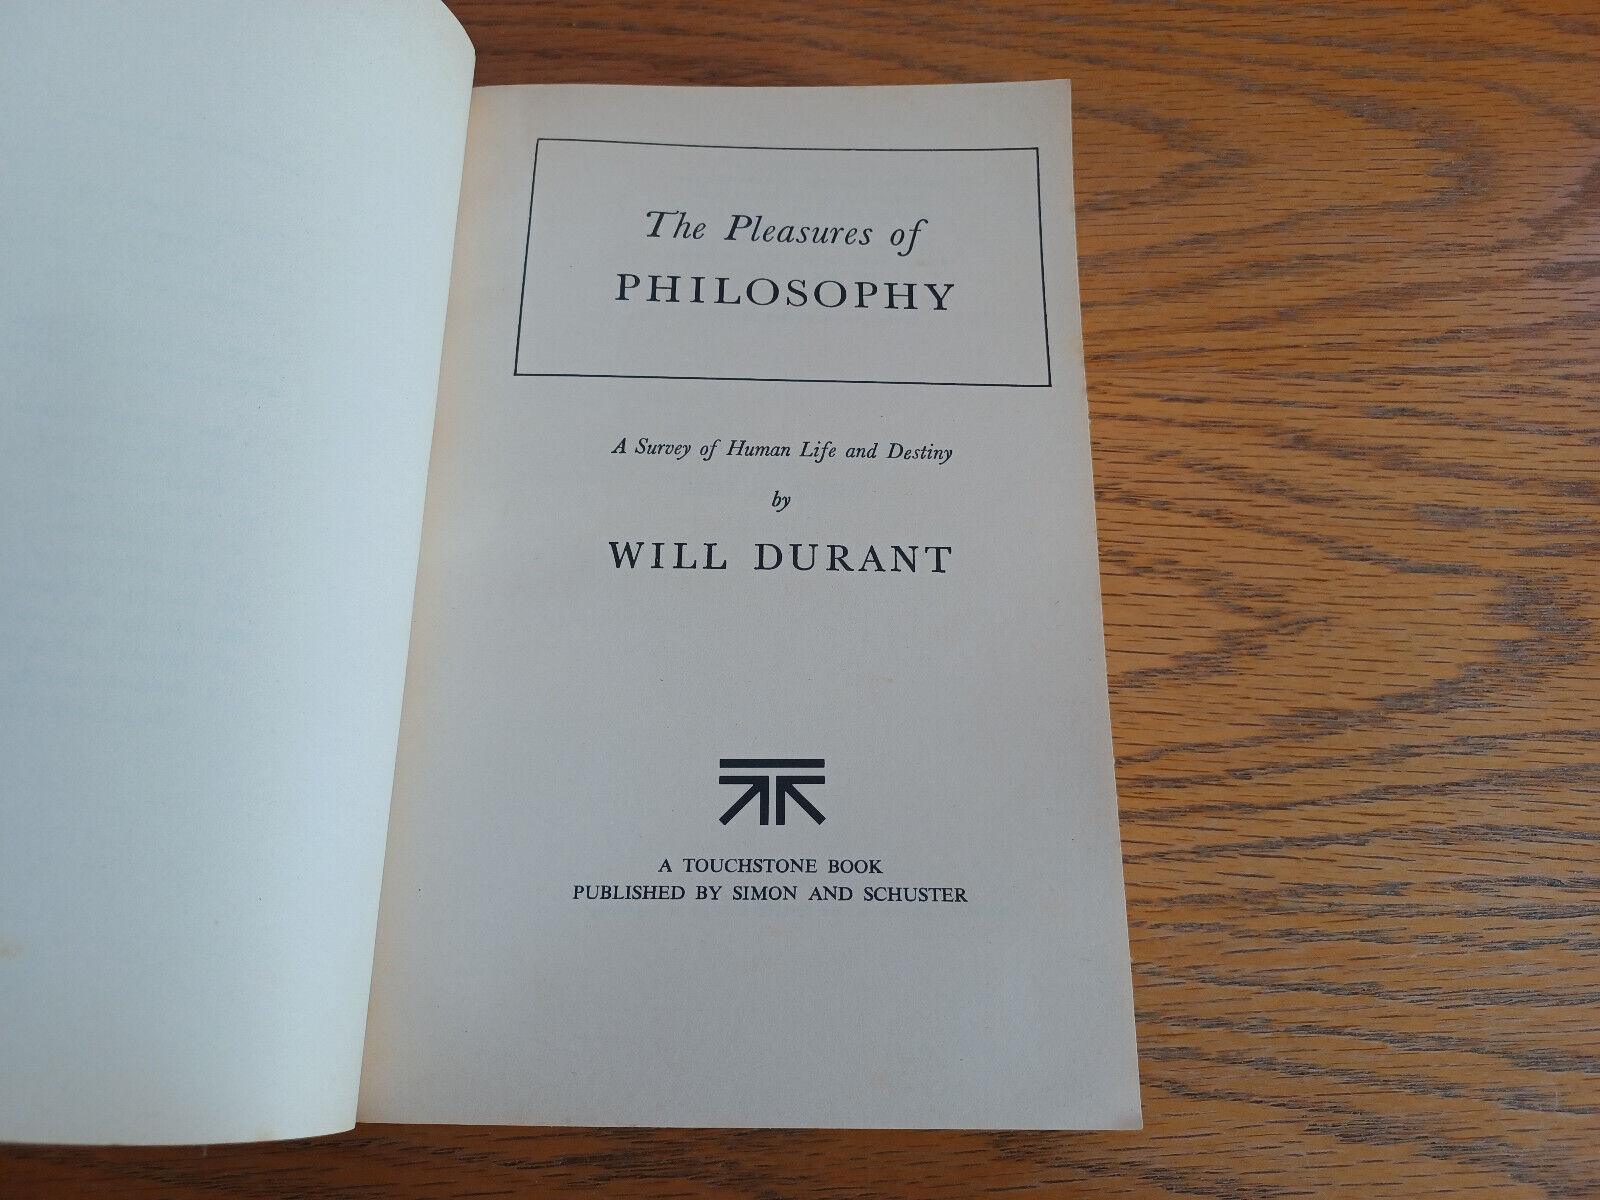 The Pleasures of
PHILOSOPHY
A Survey of Human Life and Destiny
by
WILL DURANT
A TOUCHSTONE BOOK
PUBLISHED BY SIMON AND SCHUSTER